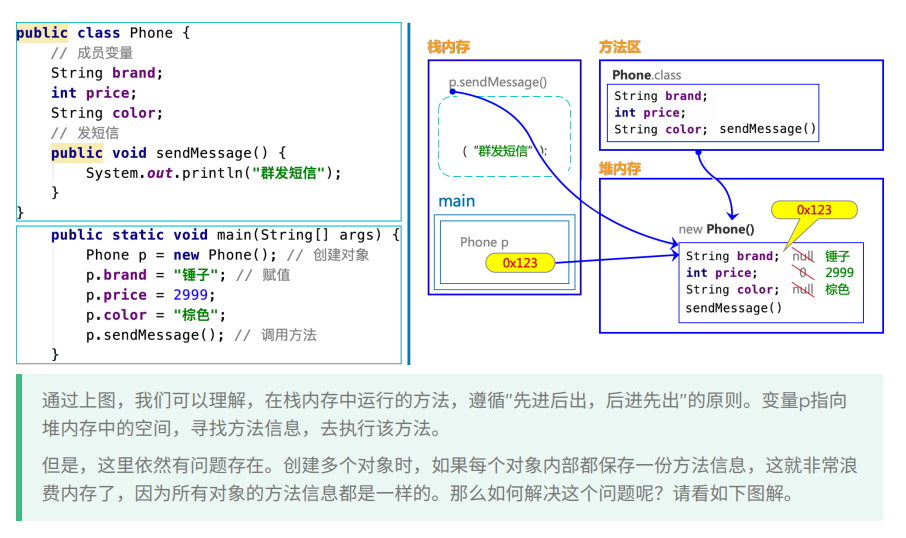 public class Phone {
// 成员变量
String brand;
int price;
String color;
// 发短信
public void sendMessage() {
System.out.println("群发短信");
}
}
public static void main(String[] args) {
Phone p = new Phone(); // 创建对象
p.brand = "锤子"; // 赋值
p.price = 2999;
p.color = "棕色";
p.sendMessage(); // 调用方法
}
栈内存
p.sendMessage()
( "群发短信" );
main
Phone p
0x123
方法区
Phone.class
String brand;
int price;
String color; sendMessage()
堆内存
0x123
new Phone()
String brand; null 锤子
int price; 0 2999
String color; null 棕色
sendMessage()
通过上图，我们可以理解，在栈内存中运行的方法，遵循"先进后出，后进先出"的原则。变量p指向
堆内存中的空间，寻找方法信息，去执行该方法。
但是，这里依然有问题存在。创建多个对象时，如果每个对象内部都保存一份方法信息，这就非常浪
费内存了，因为所有对象的方法信息都是一样的。那么如何解决这个问题呢？请看如下图解。